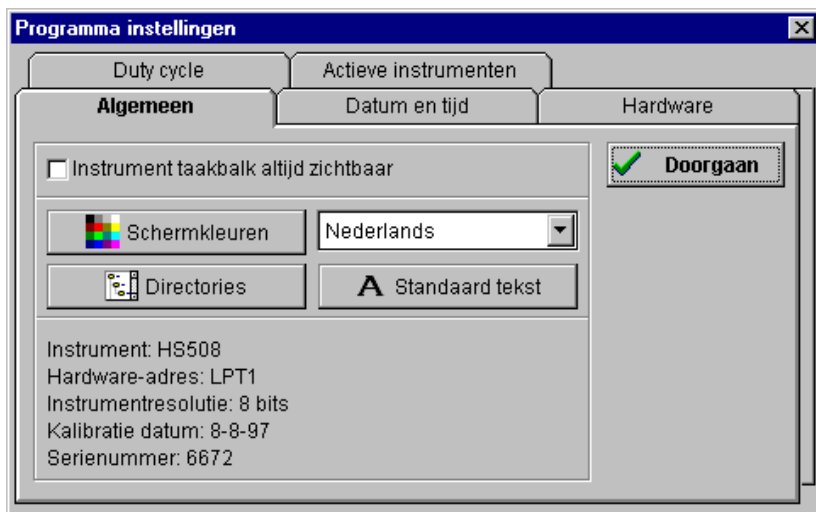 Programma instellingen
Duty cycle Actieve instrumenten
Algemeen Datum en tijd Hardware
Instrument taakbalk altijd zichtbaar Doorgaan
Schermkleuren Nederlands
Directories A Standaard tekst
Instrument: HS508
Hardware-adres: LPT1
Instrumentresolutie: 8 bits
Kalibratie datum: 8-8-97
Serienummer: 6672